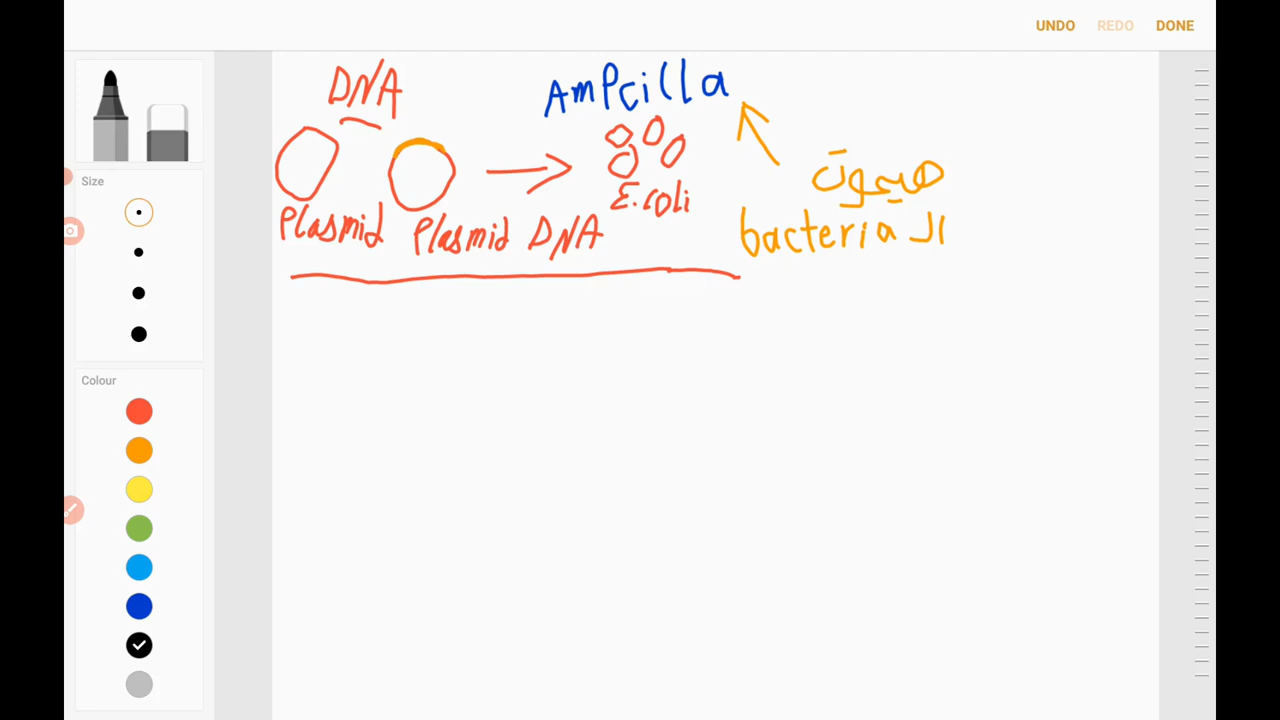 UNDO REDO DONE
Size
Colour
DNA
Ampcilla
Plasmid
Plasmid DNA
E.coli
هيموت
ال bacteria